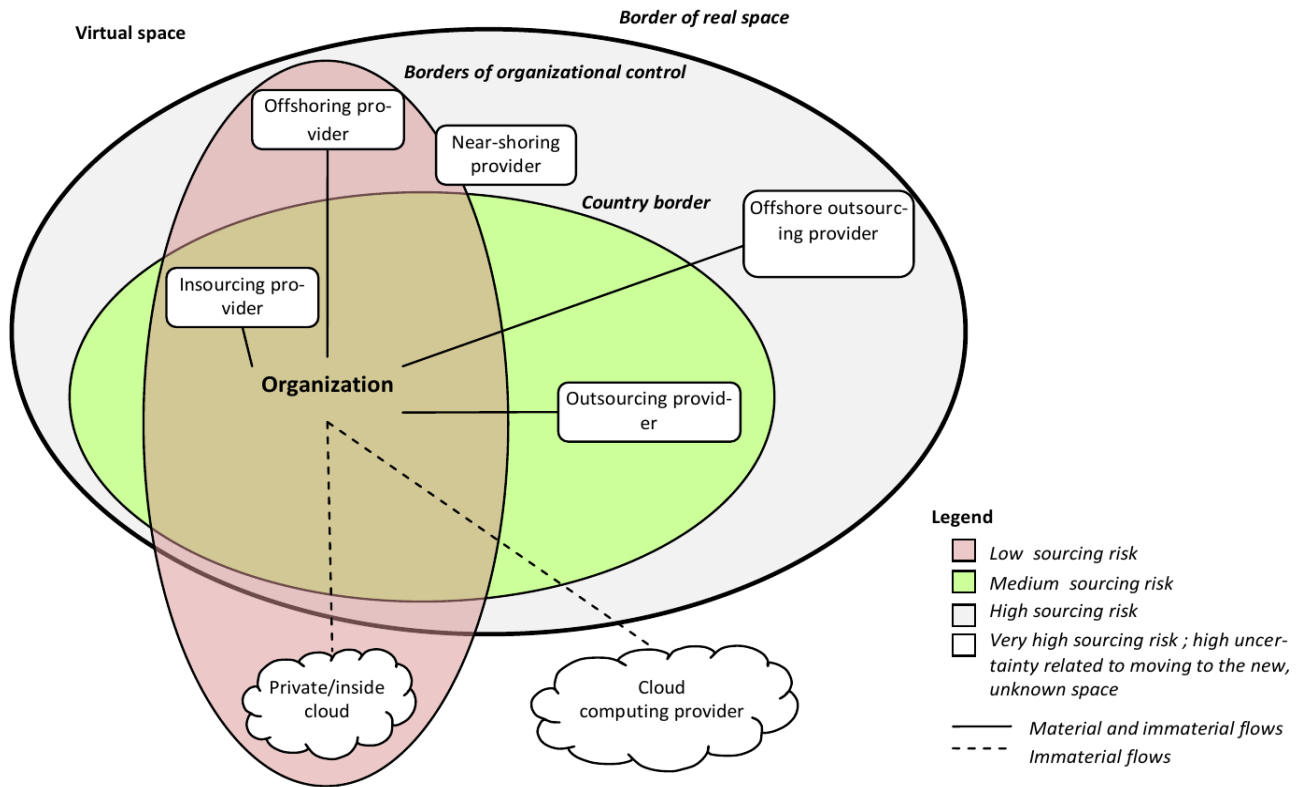 Border of real space
Virtual space
Borders of organizational control
Offshoring pro-
vider
Near-shoring
provider
Country border
Offshore outsourc-
ing provider
Insourcing pro-
vider
Organization
Outsourcing provid-
er
Private/inside
cloud
Cloud
computing provider
Legend
Low sourcing risk
Medium sourcing risk
High sourcing risk
Very high sourcing risk ; high uncer-
tainty related to moving to the new,
unknown space
Material and immaterial flows
Immaterial flows